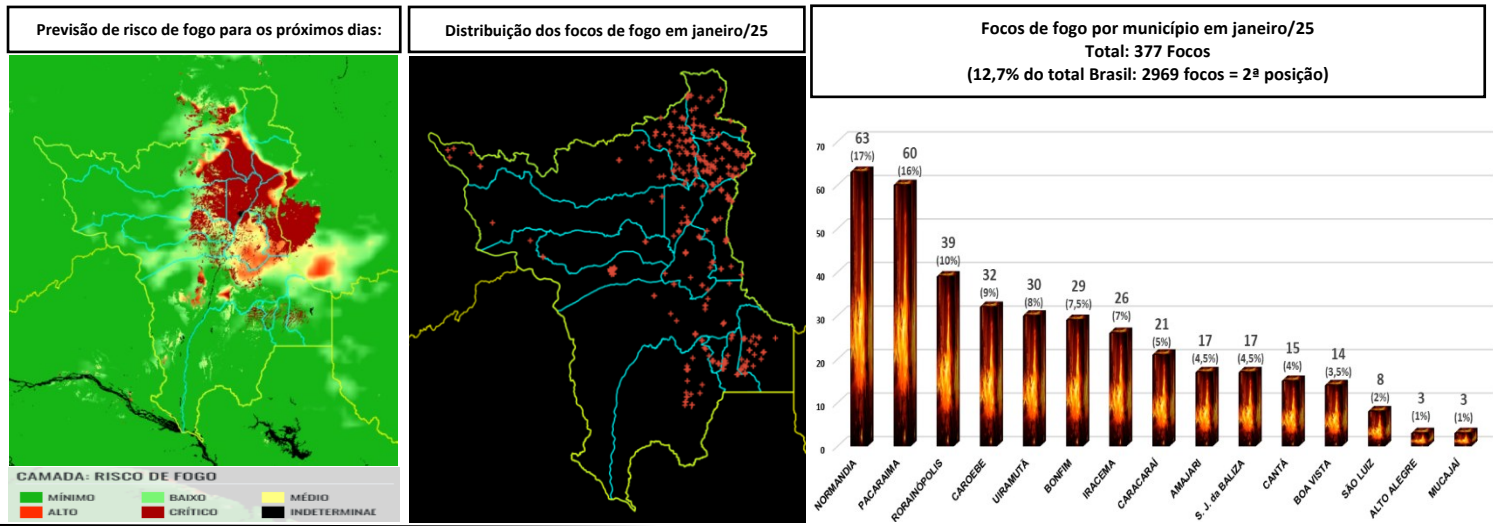 Previsão de risco de fogo para os próximos dias:
CAMADA: RISCO DE FOGO
MÍNIMO
BAIXO
MÉDIO
ALTO
CRÍTICO
INDETERMINAD
Distribuição dos focos de fogo em janeiro/25
Focos de fogo por município em janeiro/25
Total: 377 Focos
(12,7% do total Brasil: 2969 focos = 2ª posição)
70
60
50
40
30
20
10
0
63
(17%)
60
(16%)
39
(10%)
32
(9%)
30
(8%)
29
(7,5%)
26
(7%)
21
(5%)
17
(4,5%)
17
(4,5%)
15
(4%)
14
(3,5%)
8
(2%)
3
(1%)
3
(1%)
NORMANDIA
PACARAIMA
RORAINÓPOLIS
CAROEBE
UIRAMUTÃ
BONFIM
IRACEMA
CARACARAÍ
AMAJARI
S. J. da BALIZA
CANTÁ
BOA VISTA
SÃO LUIZ
ALTO ALEGRE
MUCAJAÍ